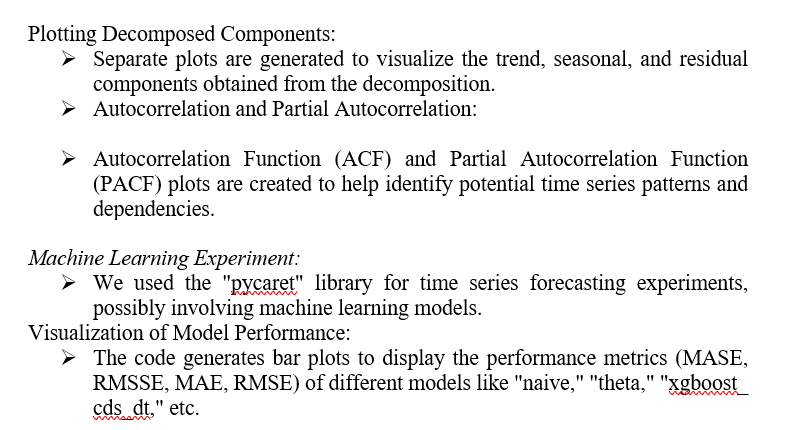 Plotting Decomposed Components:
➢ Separate plots are generated to visualize the trend, seasonal, and residual
components obtained from the decomposition.
➢ Autocorrelation and Partial Autocorrelation:
➢ Autocorrelation Function (ACF) and Partial Autocorrelation Function
(PACF) plots are created to help identify potential time series patterns and
dependencies.
Machine Learning Experiment:
➢ We used the "pycaret" library for time series forecasting experiments,
possibly involving machine learning models.
Visualization of Model Performance:
➢ The code generates bar plots to display the performance metrics (MASE,
RMSSE, MAE, RMSE) of different models like "naive," "theta," "xgboost_
cds_dt," etc.